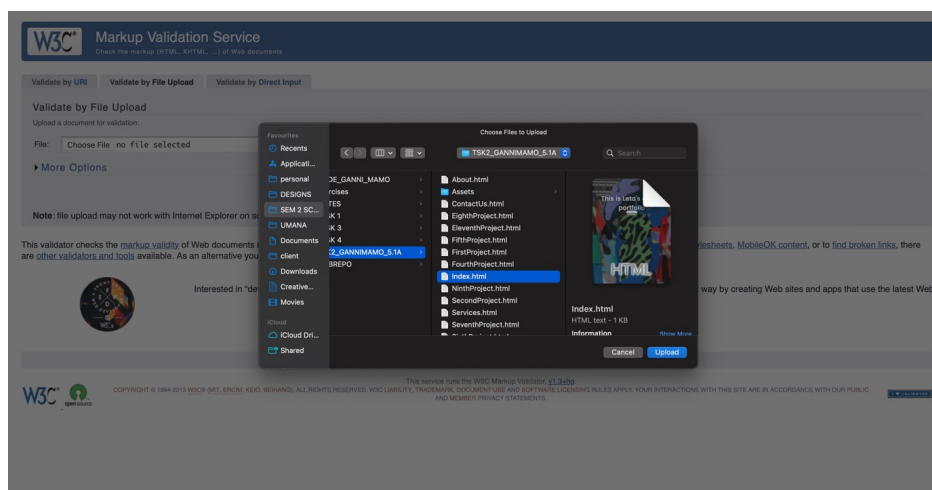 W3C®
Markup Validation Service
Check the markup (HTML, XHTML, ...) of Web documents
Validate by URI
Validate by File Upload
Validate by Direct Input
Validate by File Upload
Upload a document for validation:
File:
Choose File no file selected
More Options
Note: file upload may not work with Internet Explorer on so
This validator checks the markup validity of Web documents i
ylesheets, MobileOK content, or to find broken links, there
are other validators and tools available. As an alternative you
Interested in "de
way by creating Web sites and apps that use the latest Web
Choose Files to Upload
Favourites
Recents
Applicati...
personal
DESIGNS
SEM 2 SC...
UMANA
Documents
client
Downloads
Creative...
Movies
iCloud
iCloud Dri...
Shared
TSK2_GANNIMAMO_5.1A
Search
DE_GANNI_MAMO
rcises
TES
SK 1
SK 3
SK 4
K2_GANNIMAMO_5.1A
BREPO
About.html
Assets
ContactUs.html
EighthProject.html
EleventhProject.html
FifthProject.html
FirstProject.html
FourthProject.html
Index.html
NinthProject.html
SecondProject.html
Services.html
SeventhProject.html
This is Leta's
portfolio
HTML
Index.html
HTML text - 1 KB
Information
Show More
Cancel
Upload
This service runs the W3C Markup Validator, v1.3+hg.
W3C®
open source
COPYRIGHT © 1994-2013 W3C® (MIT, ERCIM, KEIO, BEIHANG), ALL RIGHTS RESERVED. W3C LIABILITY, TRADEMARK, DOCUMENT USE AND SOFTWARE LICENSING RULES APPLY. YOUR INTERACTIONS WITH THIS SITE ARE IN ACCORDANCE WITH OUR PUBLIC
AND MEMBER PRIVACY STATEMENTS.